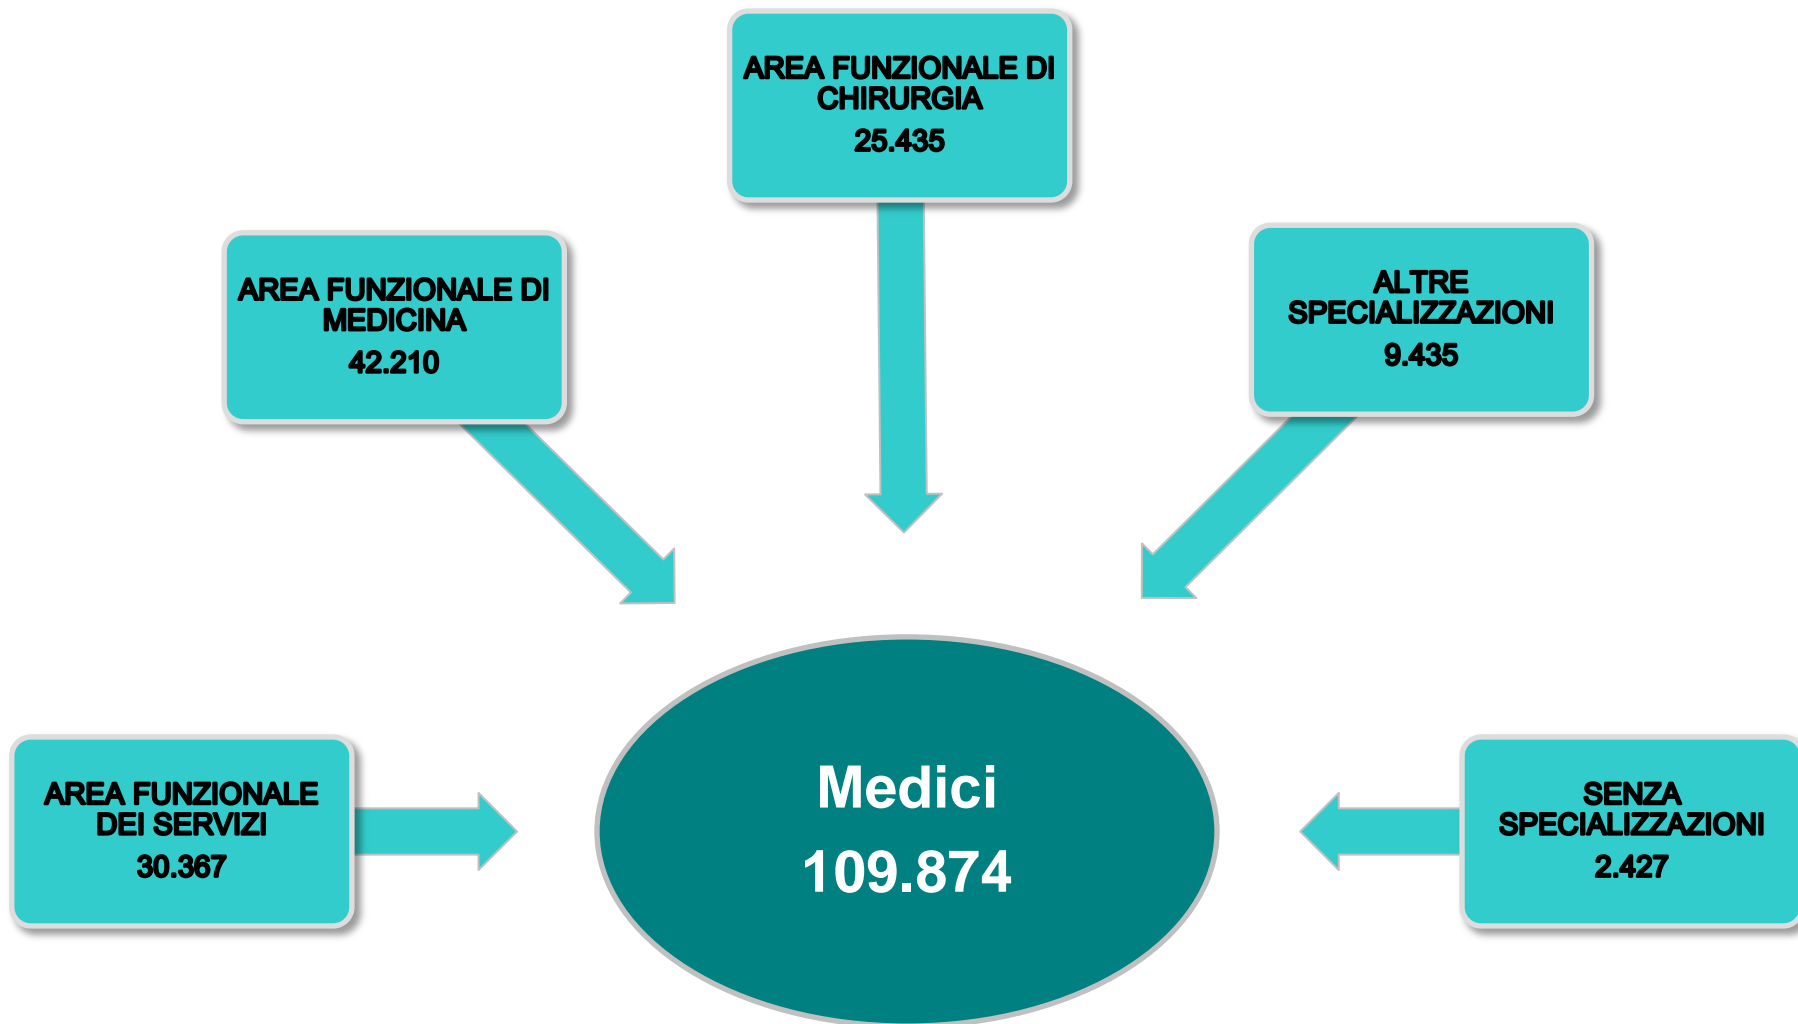 AREA FUNZIONALE DI
CHIRURGIA
25.435
AREA FUNZIONALE DI
MEDICINA
42.210
ALTRE
SPECIALIZZAZIONI
9.435
AREA FUNZIONALE
DEI SERVIZI
30.367
Medici
109.874
SENZA
SPECIALIZZAZIONI
2.427